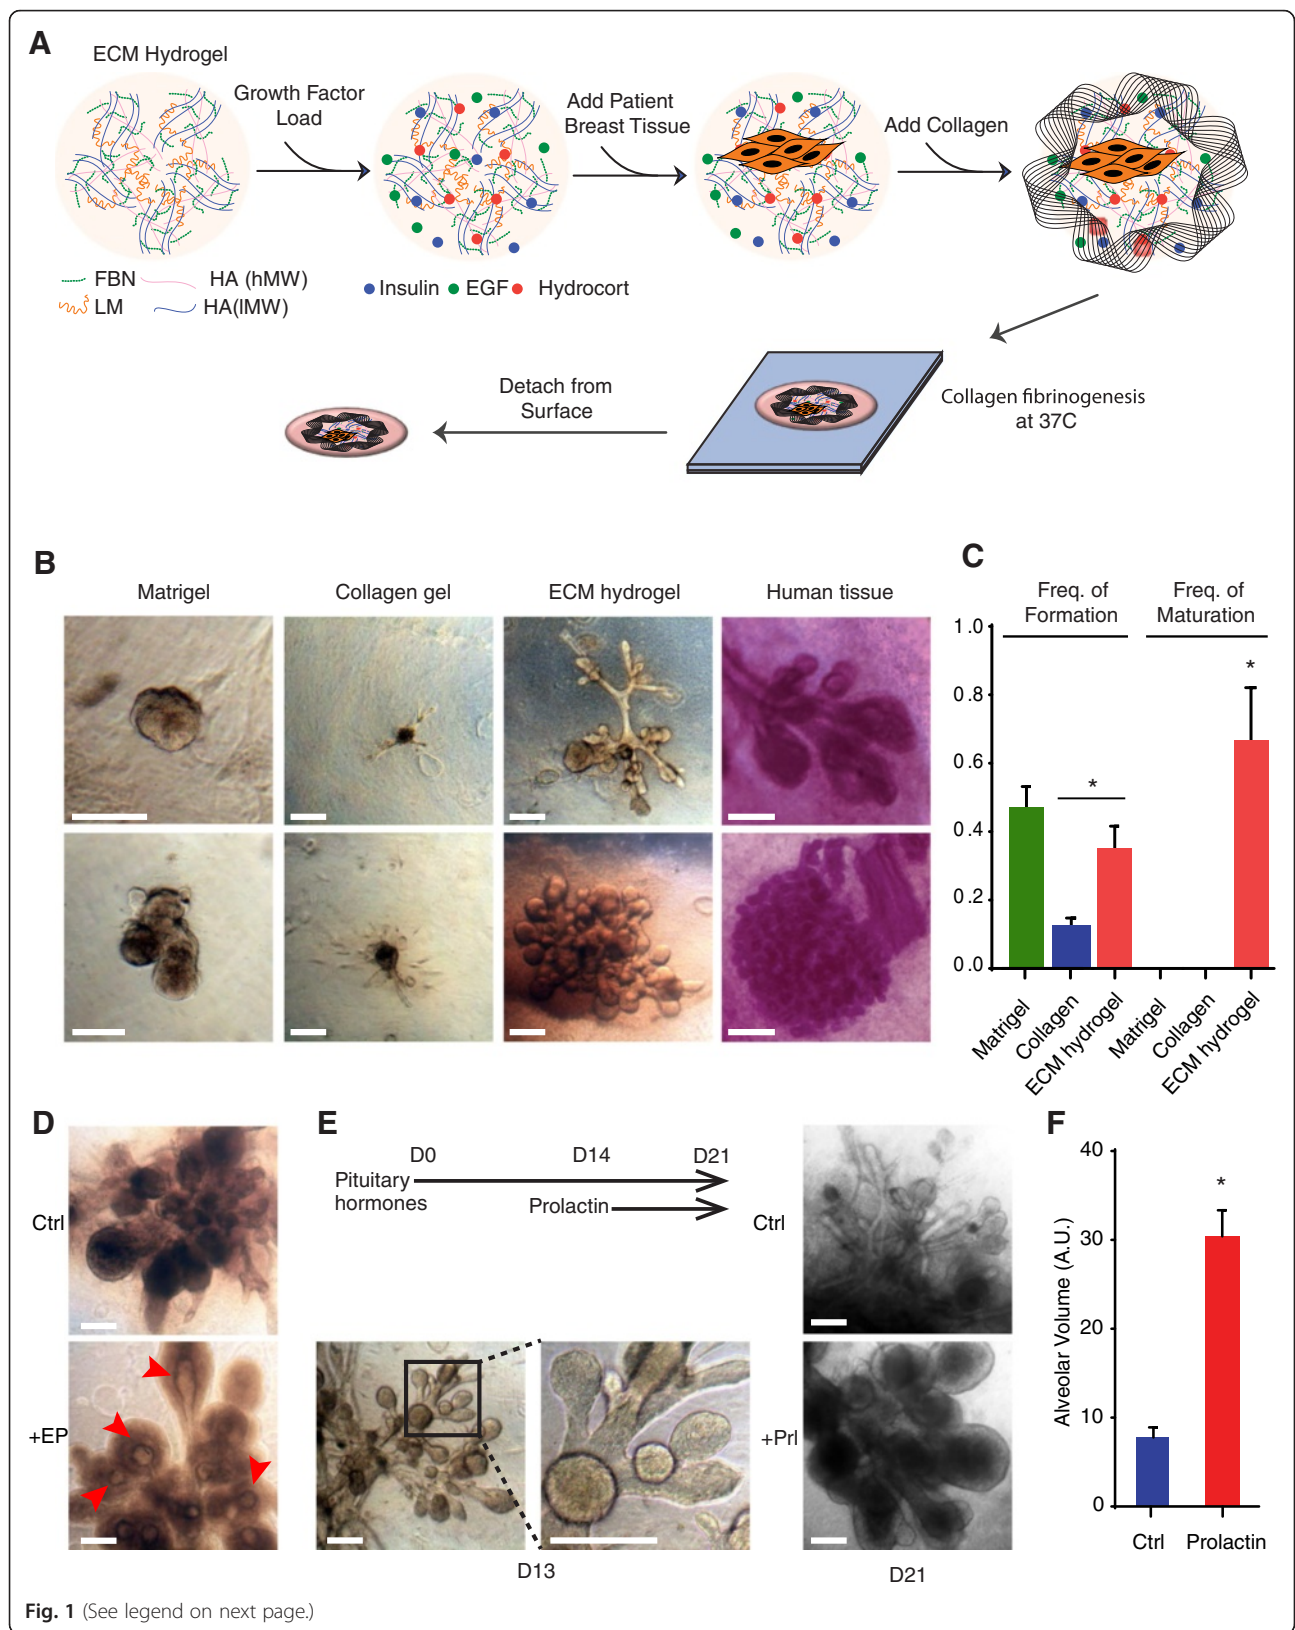 A
ECM Hydrogel
Growth Factor
Load
Add Patient
Breast Tissue
Add Collagen
FBN
HA (hMW)
LM
HA(lMW)
Insulin
EGF
Hydrocort
Collagen fibrinogenesis
at 37C
Detach from
Surface
B
Matrigel
Collagen gel
ECM hydrogel
Human tissue
C
Freq. of
Formation
Freq. of
Maturation
1.0
0.8
0.6
0.4
0.2
0.0
*
*
Matrigel
Collagen
ECM hydrogel
Matrigel
Collagen
ECM hydrogel
D
Ctrl
+EP
E
D0
D14
D21
Pituitary
hormones
Prolactin
Ctrl
+Prl
D13
D21
F
Alveolar Volume (A.U.)
40
30
20
10
0
*
Ctrl
Prolactin
Fig. 1 (See legend on next page.)